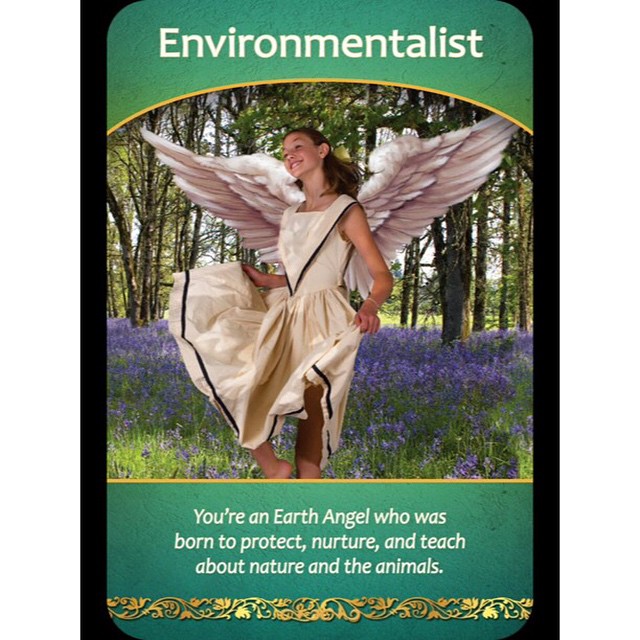 Environmentalist
You’re an Earth Angel who was
born to protect, nurture, and teach
about nature and the animals.